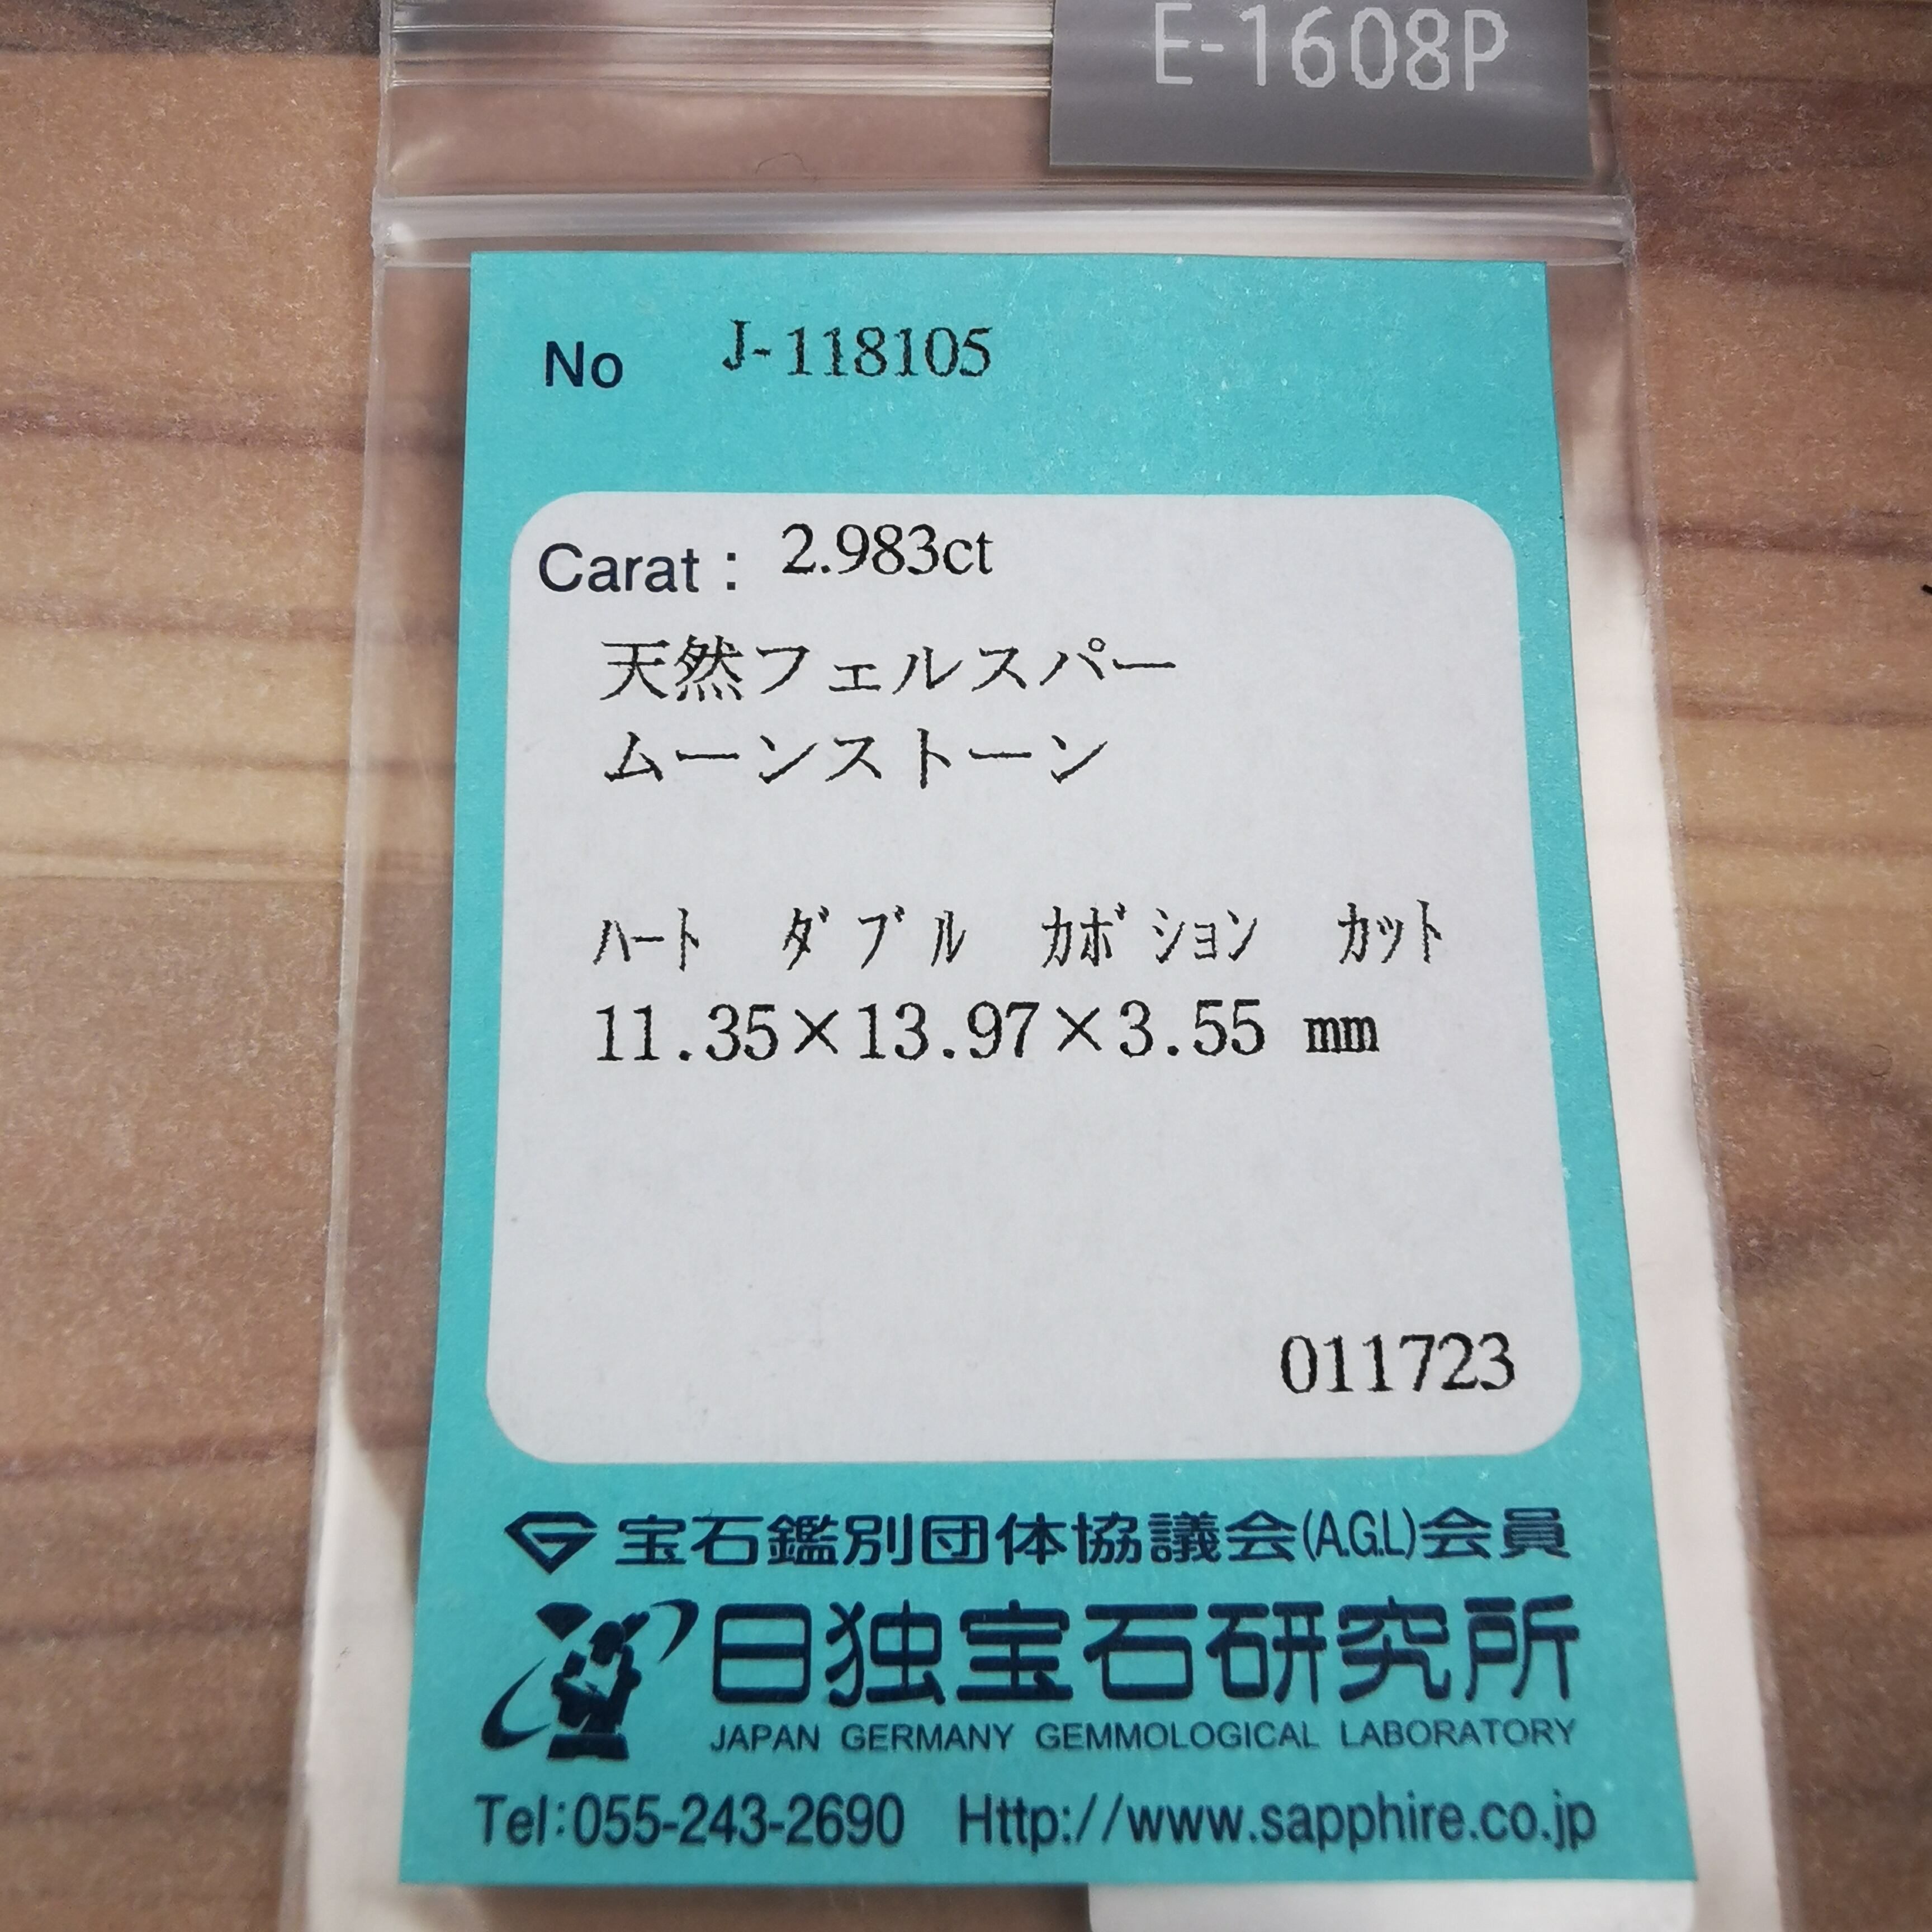 E-1608P
No J-118105
Carat : 2.983ct
天然フェルスパー
ムーンストーン
ﾊｰﾄ ﾀﾞﾌﾞﾙ ｶﾎﾞｼｮﾝ ｶｯﾄ
11.35×13.97×3.55 mm
011723
宝石鑑別団体協議会(A.G.L)会員
日独宝石研究所
JAPAN GERMANY GEMMOLOGICAL LABORATORY
Tel:055-243-2690 Http://www.sapphire.co.jp